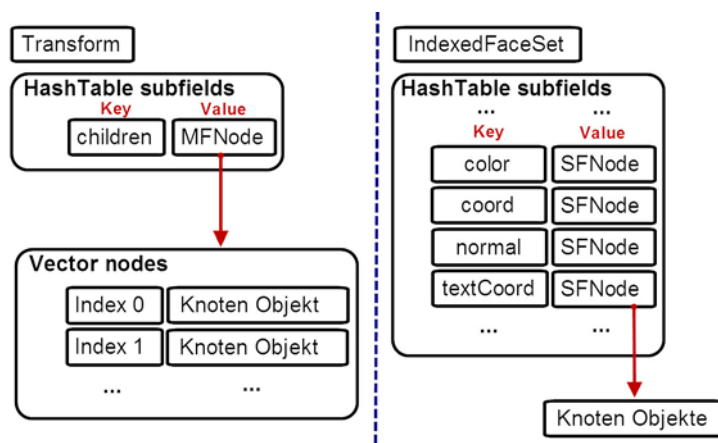 Transform
HashTable subfields
Key Value
children MFNode
Vector nodes
Index 0 Knoten Objekt
Index 1 Knoten Objekt
... ...
IndexedFaceSet
HashTable subfields
... ...
Key Value
color SFNode
coord SFNode
normal SFNode
textCoord SFNode
... ...
Knoten Objekte